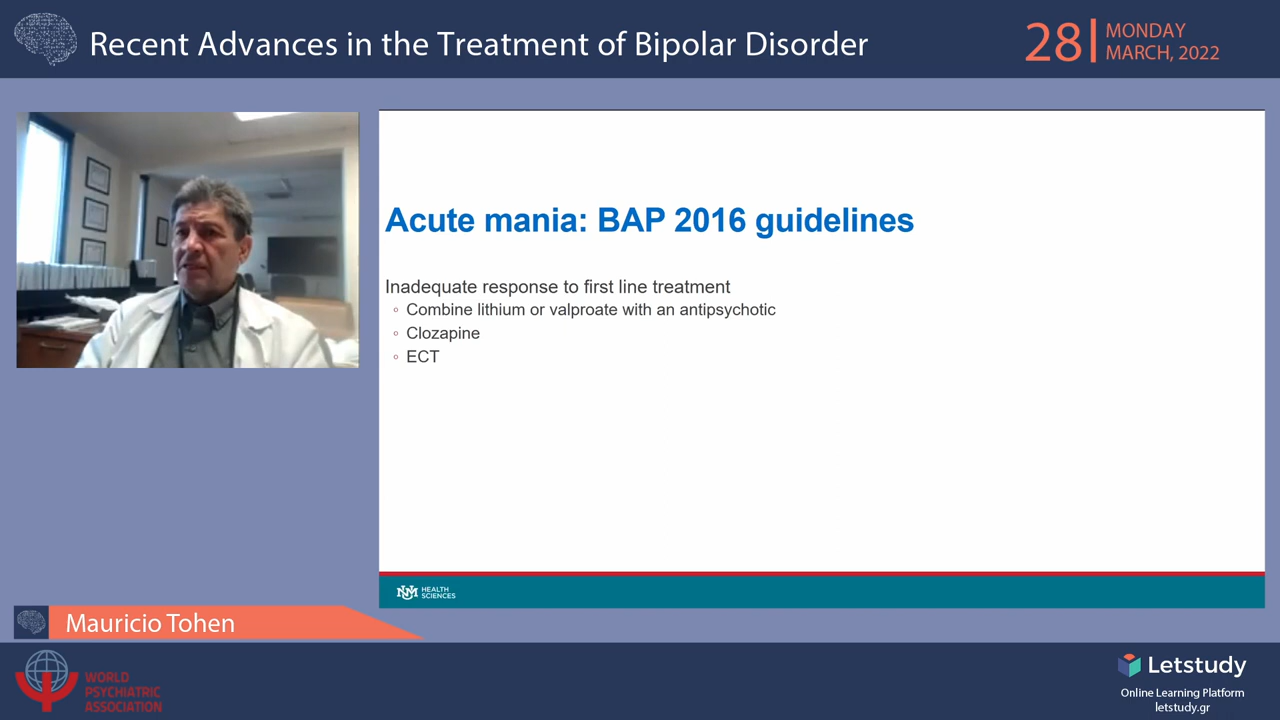 Recent Advances in the Treatment of Bipolar Disorder
28
MONDAY
MARCH, 2022
Acute mania: BAP 2016 guidelines
Inadequate response to first line treatment
◦ Combine lithium or valproate with an antipsychotic
◦ Clozapine
◦ ECT
UNM HEALTH
SCIENCES
Mauricio Tohen
WORLD
PSYCHIATRIC
ASSOCIATION
Letstudy
Online Learning Platform
letstudy.gr